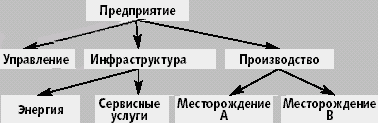 Предприятие
Управление
Инфраструктура
Производство
Энергия
Сервисные
услуги
Месторождение
А
Месторождение
В